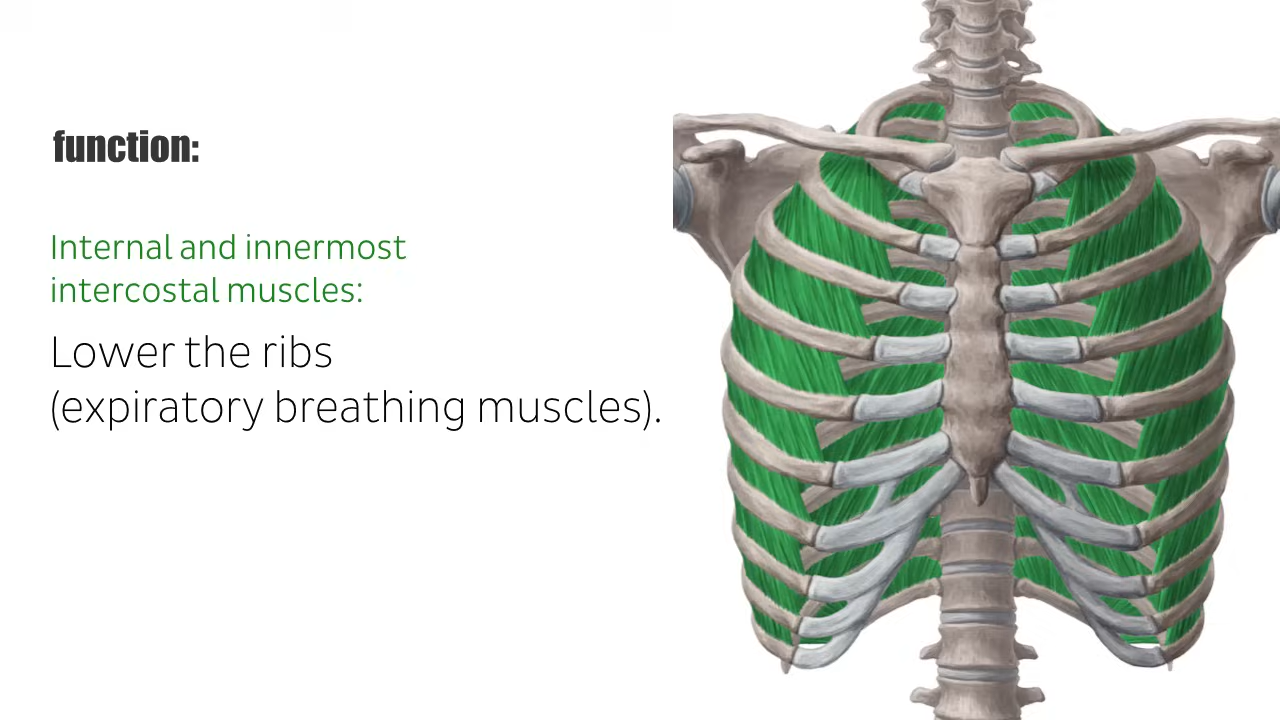 function:
Internal and innermost
intercostal muscles:
Lower the ribs
(expiratory breathing muscles).